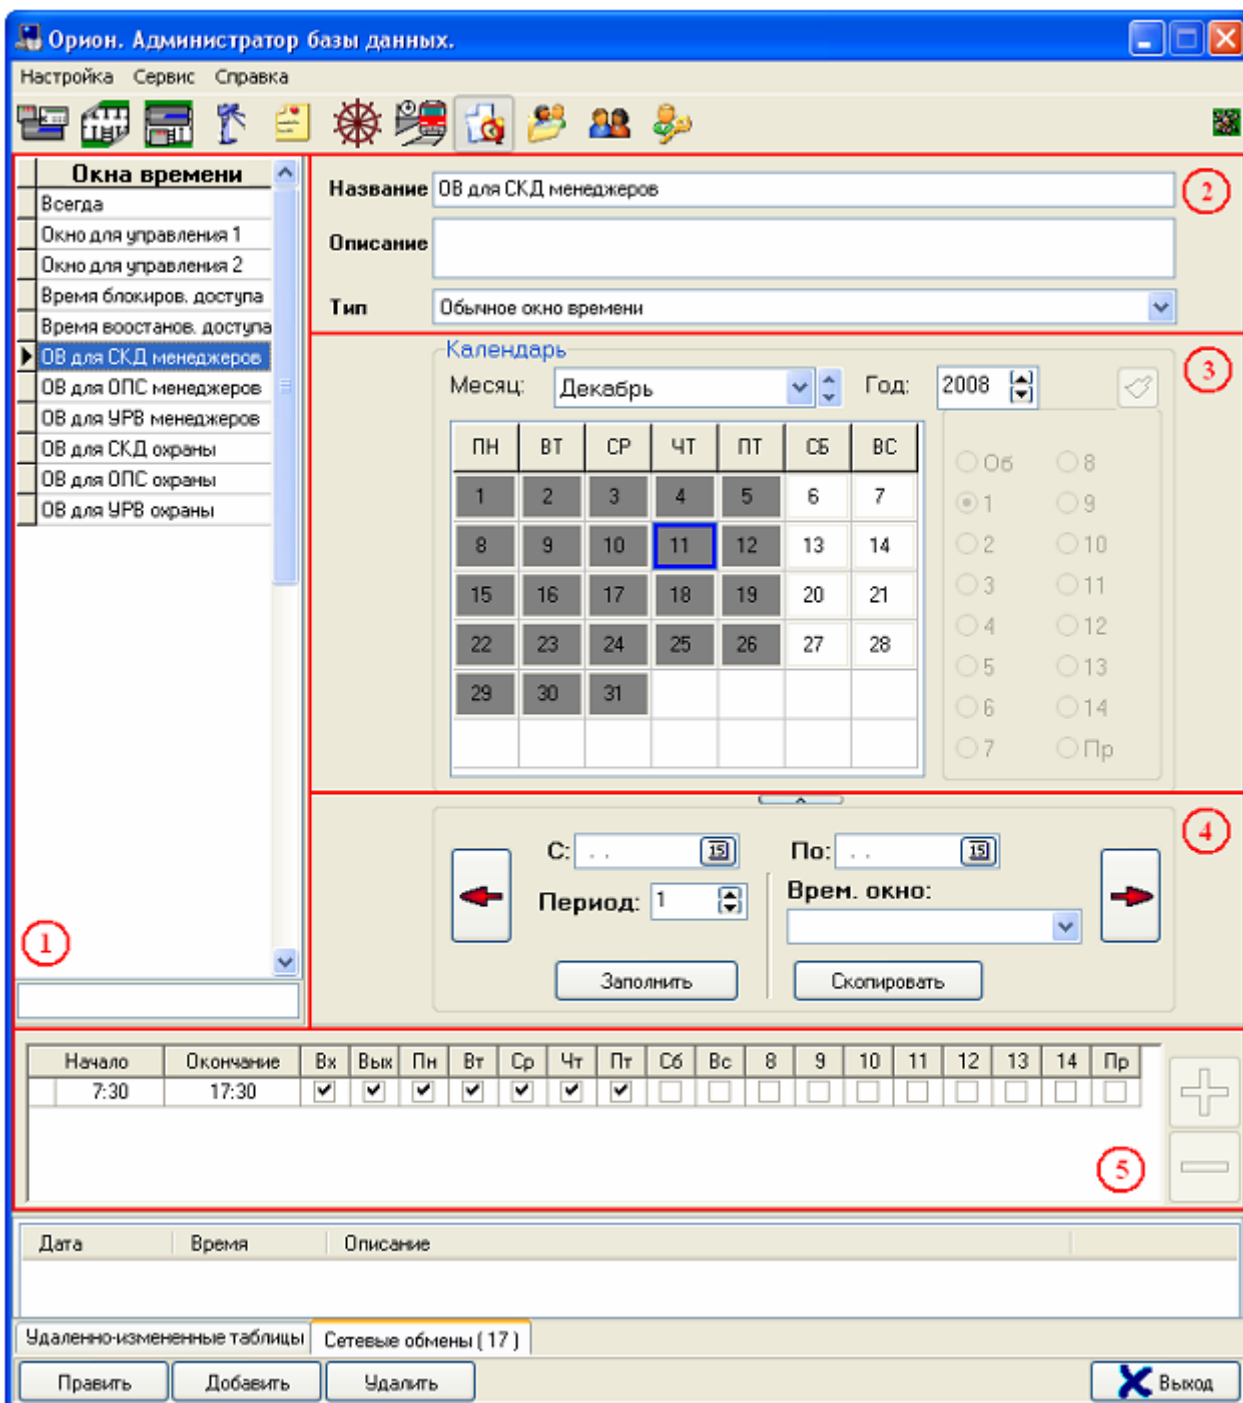 Орион. Администратор базы данных.
Настройка Сервис Справка
Окна времени
Всегда
Окно для управления 1
Окно для управления 2
Время блокиров. доступа
Время воостанов. доступа
ОВ для СКД менеджеров
ОВ для ОПС менеджеров
ОВ для УРВ менеджеров
ОВ для СКД охраны
ОВ для ОПС охраны
ОВ для УРВ охраны
1
Название ОВ для СКД менеджеров
2
Описание
Тип Обычное окно времени
Календарь
3
Месяц: Декабрь Год: 2008
ПН ВТ СР ЧТ ПТ СБ ВС
1 2 3 4 5 6 7
8 9 10 11 12 13 14
15 16 17 18 19 20 21
22 23 24 25 26 27 28
29 30 31
Об 8
1 9
2 10
3 11
4 12
5 13
6 14
7 Пр
4
С: . . 15 По: . . 15
Период: 1 Врем. окно:
Заполнить Скопировать
Начало Окончание Вх Вых Пн Вт Ср Чт Пт Сб Вс 8 9 10 11 12 13 14 Пр
7:30 17:30
5
Дата Время Описание
Удаленно-измененные таблицы Сетевые обмены ( 17 )
Править Добавить Удалить Выход